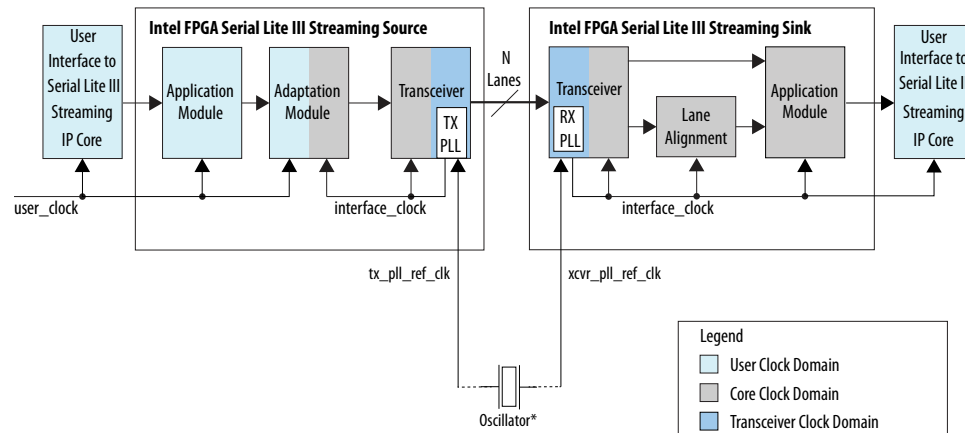 Intel FPGA Serial Lite III Streaming Source
Intel FPGA Serial Lite III Streaming Sink
User
Interface to
Serial Lite III
Streaming
IP Core
Application
Module
Adaptation
Module
Transceiver
TX
PLL
N
Lanes
Transceiver
RX
PLL
Lane
Alignment
Application
Module
User
Interface to
Serial Lite II
Streaming
IP Core
user_clock
interface_clock
interface_clock
tx_pll_ref_clk
xcvr_pll_ref_clk
Oscillator*
Legend
User Clock Domain
Core Clock Domain
Transceiver Clock Domain